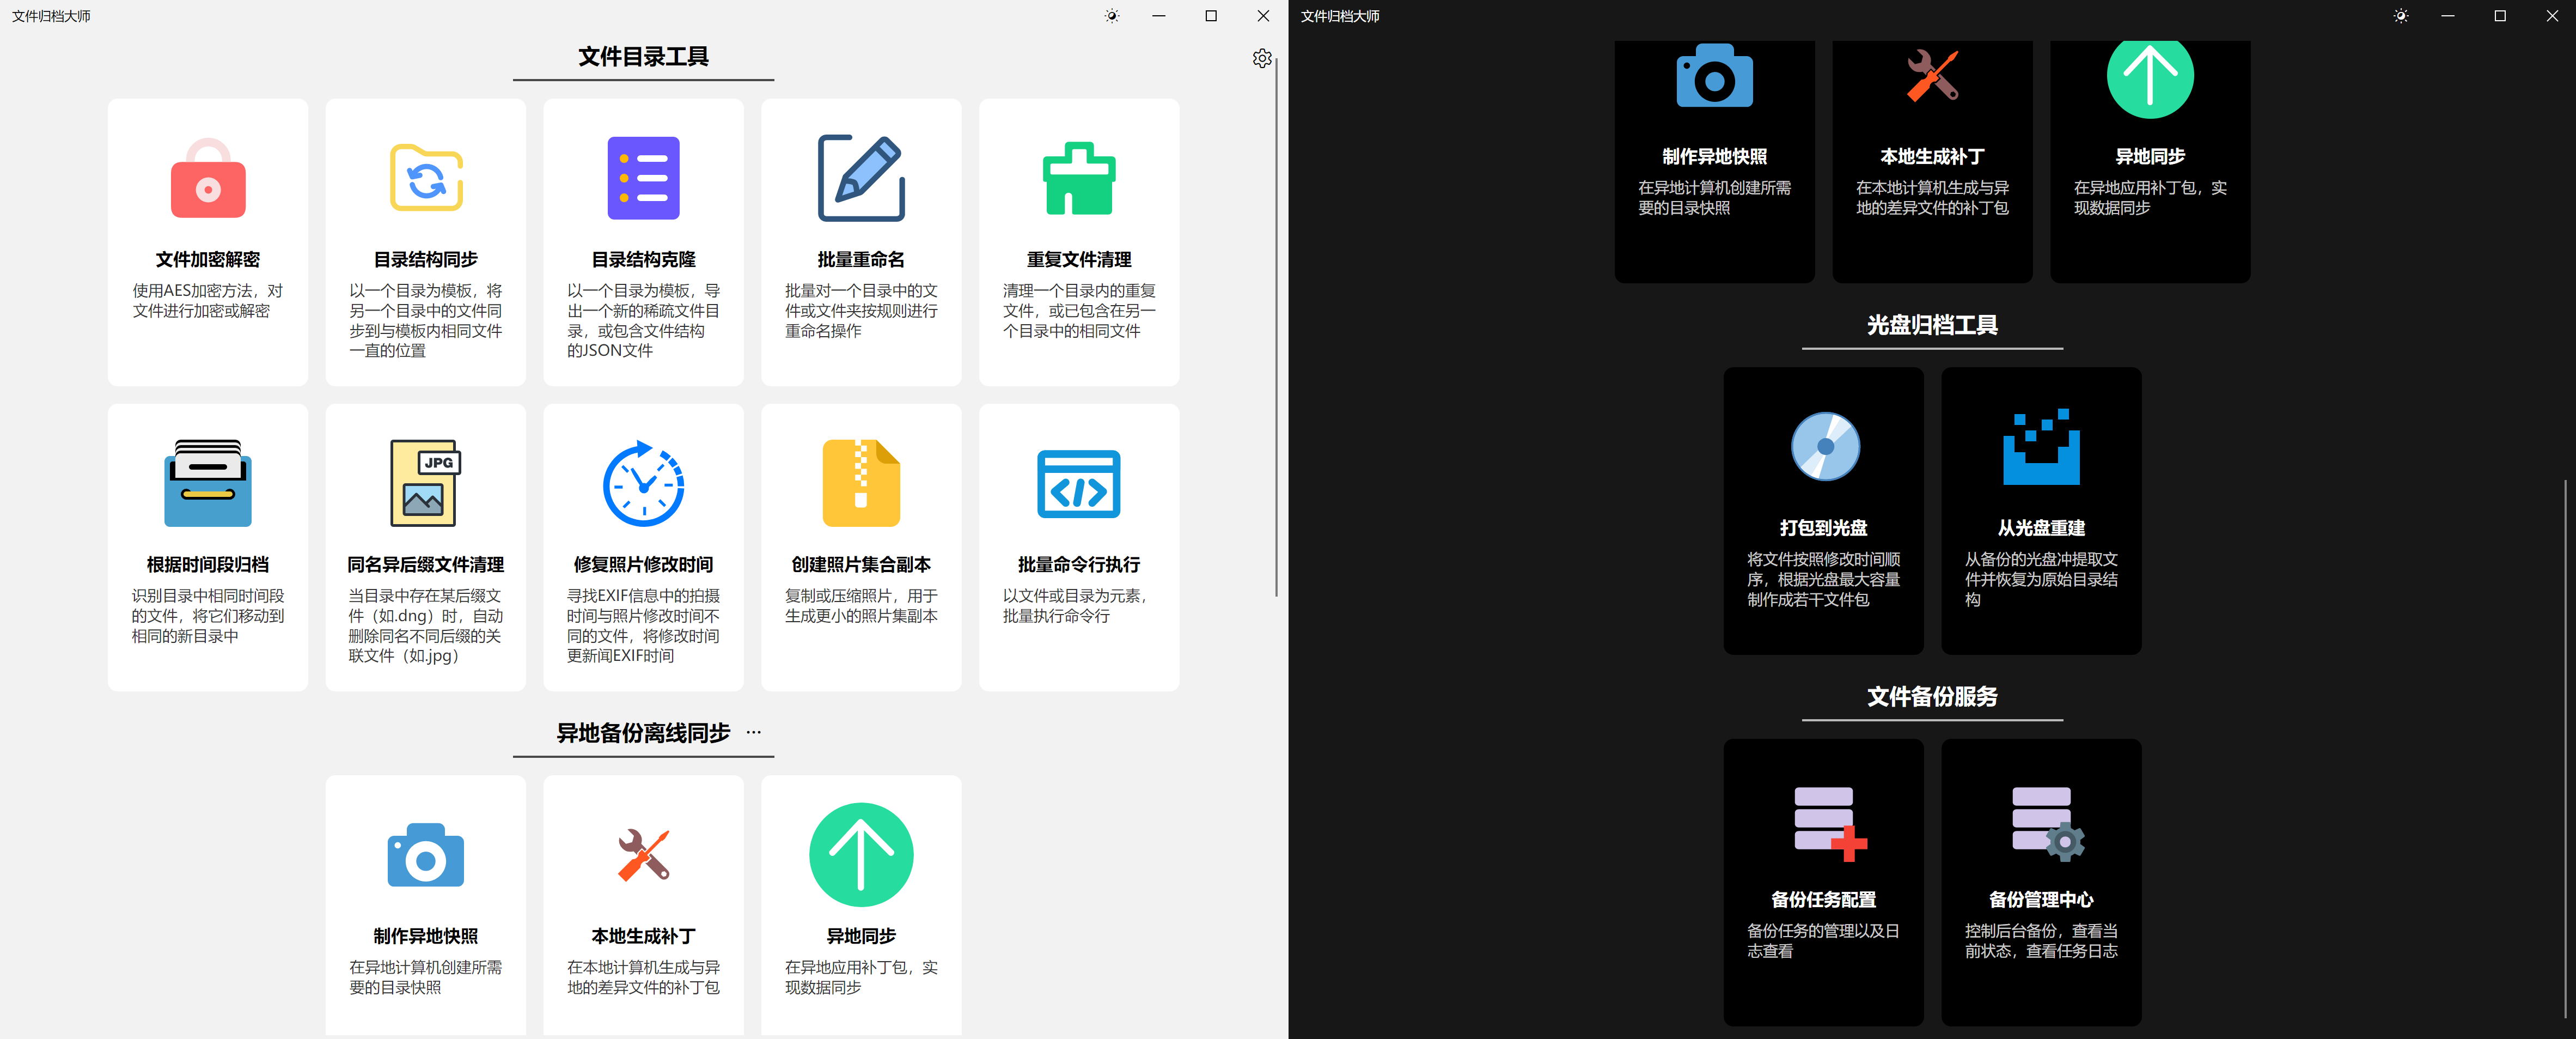 文件归档大师
文件目录工具
文件加密解密
使用AES加密方法，对
文件进行加密或解密
目录结构同步
以一个目录为模板，将
另一个目录中的文件同
步到与模板内相同文件
一直的位置
目录结构克隆
以一个目录为模板，导
出一个新的稀疏文件目
录，或包含文件结构
的JSON文件
批量重命名
批量对一个目录中的文
件或文件夹按规则进行
重命名操作
重复文件清理
清理一个目录内的重复
文件，或已包含在另一
个目录中的相同文件
根据时间段归档
识别目录中相同时间段
的文件，将它们移动到
相同的新目录中
JPG
同名异后缀文件清理
当目录中存在某后缀文
件（如.dng）时，自动
删除同名不同后缀的关
联文件（如.jpg）
修复照片修改时间
寻找EXIF信息中的拍摄
时间与照片修改时间不
同的文件，将修改时间
更新闻EXIF时间
创建照片集合副本
复制或压缩照片，用于
生成更小的照片集副本
</>
批量命令行执行
以文件或目录为元素，
批量执行命令行
异地备份离线同步 ···
制作异地快照
在异地计算机创建所需
要的目录快照
本地生成补丁
在本地计算机生成与异
地的差异文件的补丁包
异地同步
在异地应用补丁包，实
现数据同步
文件归档大师
制作异地快照
在异地计算机创建所需
要的目录快照
本地生成补丁
在本地计算机生成与异
地的差异文件的补丁包
异地同步
在异地应用补丁包，实
现数据同步
光盘归档工具
打包到光盘
将文件按照修改时间顺
序，根据光盘最大容量
制作成若干文件包
从光盘重建
从备份的光盘冲提取文
件并恢复为原始目录结
构
文件备份服务
备份任务配置
备份任务的管理以及日
志查看
备份管理中心
控制后台备份，查看当
前状态，查看任务日志